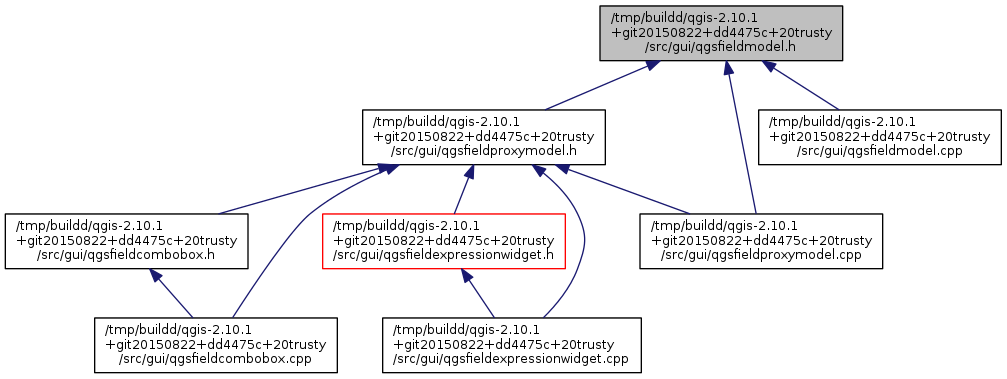 /tmp/buildd/qgis-2.10.1
+git20150822+dd4475c+20trusty
/src/gui/qgsfieldmodel.h
/tmp/buildd/qgis-2.10.1
+git20150822+dd4475c+20trusty
/src/gui/qgsfieldproxymodel.h
/tmp/buildd/qgis-2.10.1
+git20150822+dd4475c+20trusty
/src/gui/qgsfieldmodel.cpp
/tmp/buildd/qgis-2.10.1
+git20150822+dd4475c+20trusty
/src/gui/qgsfieldcombobox.h
/tmp/buildd/qgis-2.10.1
+git20150822+dd4475c+20trusty
/src/gui/qgsfieldexpressionwidget.h
/tmp/buildd/qgis-2.10.1
+git20150822+dd4475c+20trusty
/src/gui/qgsfieldproxymodel.cpp
/tmp/buildd/qgis-2.10.1
+git20150822+dd4475c+20trusty
/src/gui/qgsfieldcombobox.cpp
/tmp/buildd/qgis-2.10.1
+git20150822+dd4475c+20trusty
/src/gui/qgsfieldexpressionwidget.cpp